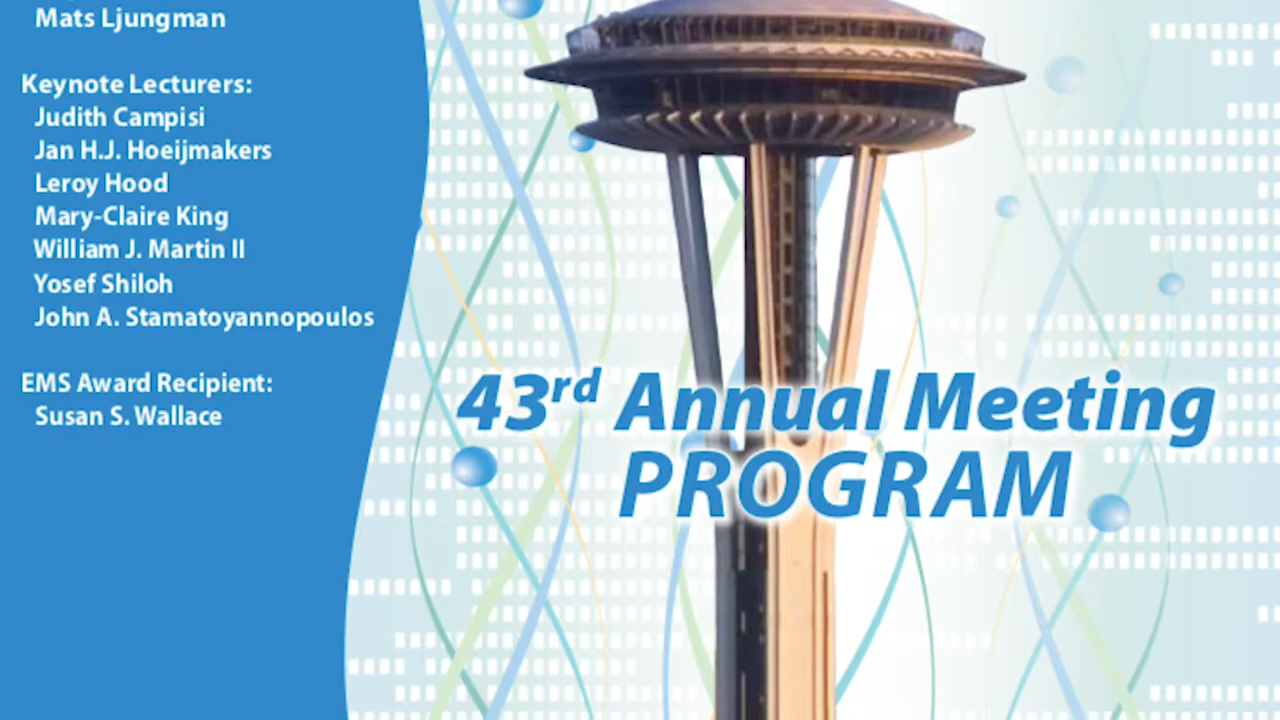 Mats Ljungman
Keynote Lecturers:
Judith Campisi
Jan H.J. Hoeijmakers
Leroy Hood
Mary-Claire King
William J. Martin II
Yosef Shiloh
John A. Stamatoyannopoulos
EMS Award Recipient:
Susan S. Wallace
43rd Annual Meeting
PROGRAM